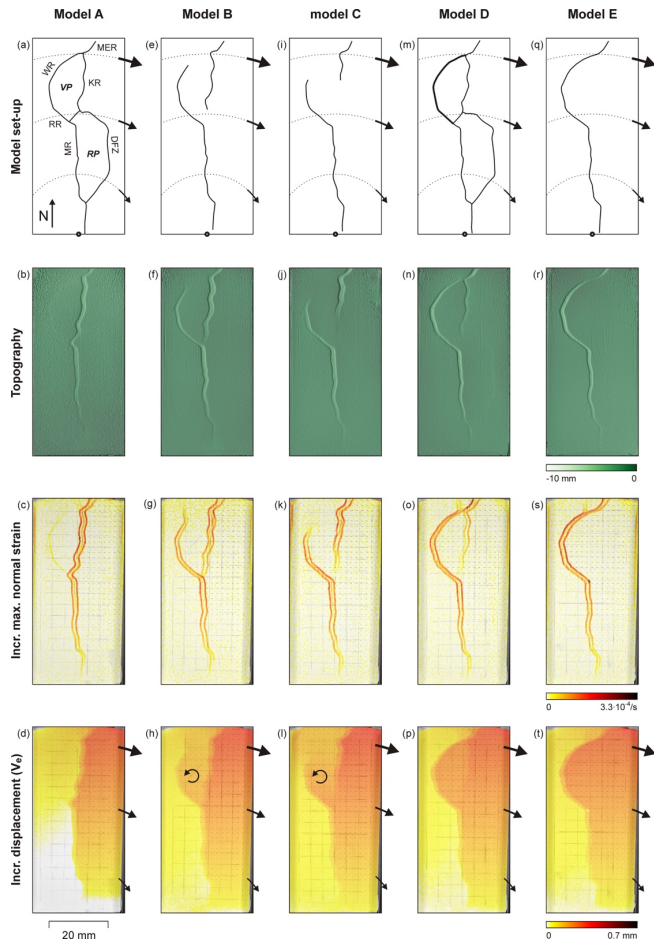 Model A Model B model C Model D Model E
Model set-up
(a) (e) (i) (m) (q)
MER
WR
VP
KR
RR
MR
RP
DFZ
N
Topography
(b) (f) (j) (n) (r)
-10 mm 0
Incr. max. normal strain
(c) (g) (k) (o) (s)
0 3.3·10⁻⁴/s
Incr. displacement (Vₑ)
(d) (h) (l) (p) (t)
20 mm
0 0.7 mm